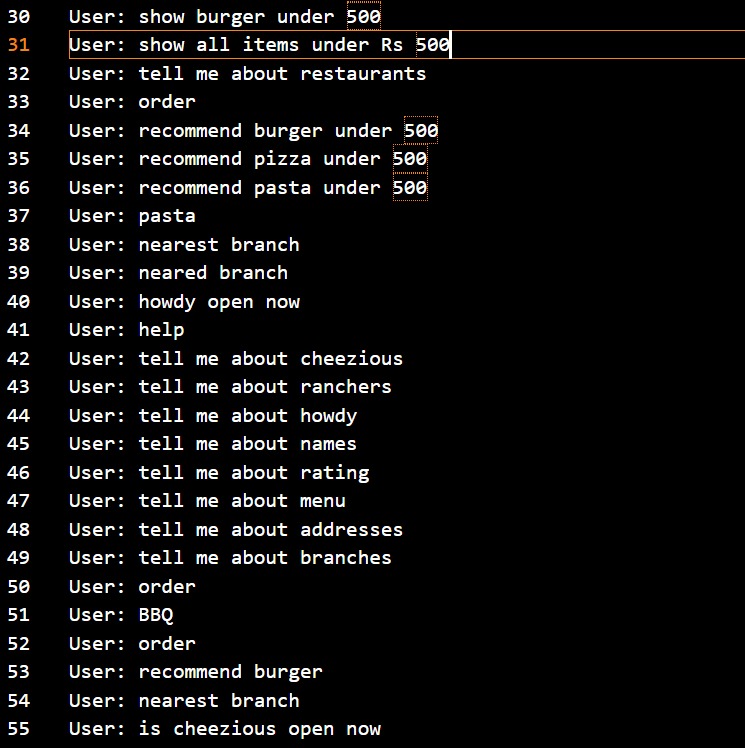 30 User: show burger under 500
31 User: show all items under Rs 500
32 User: tell me about restaurants
33 User: order
34 User: recommend burger under 500
35 User: recommend pizza under 500
36 User: recommend pasta under 500
37 User: pasta
38 User: nearest branch
39 User: neared branch
40 User: howdy open now
41 User: help
42 User: tell me about cheezious
43 User: tell me about ranchers
44 User: tell me about howdy
45 User: tell me about names
46 User: tell me about rating
47 User: tell me about menu
48 User: tell me about addresses
49 User: tell me about branches
50 User: order
51 User: BBQ
52 User: order
53 User: recommend burger
54 User: nearest branch
55 User: is cheezious open now